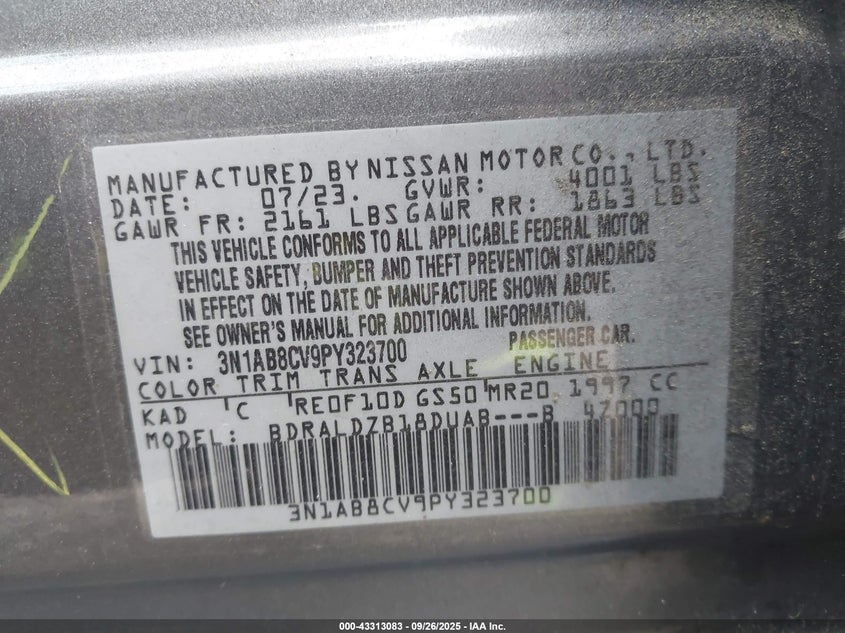 MANUFACTURED BY NISSAN MOTOR CO., LTD.
DATE: 07/23. GVWR: 4001 LBS
GAWR FR: 2161 LBS GAWR RR: 1863 LBS
THIS VEHICLE CONFORMS TO ALL APPLICABLE FEDERAL MOTOR
VEHICLE SAFETY, BUMPER AND THEFT PREVENTION STANDARDS
IN EFFECT ON THE DATE OF MANUFACTURE SHOWN ABOVE.
SEE OWNER'S MANUAL FOR ADDITIONAL INFORMATION.
PASSENGER CAR.
VIN: 3N1AB8CV9PY323700
COLOR TRIM TRANS AXLE ENGINE
KAD C RE0F10D GS50 MR20 1997 CC
MODEL: BDRALDZB18DUAB---B 47000
3N1AB8CV9PY323700
000-43313083 | 09/26/2025 - IAA Inc.